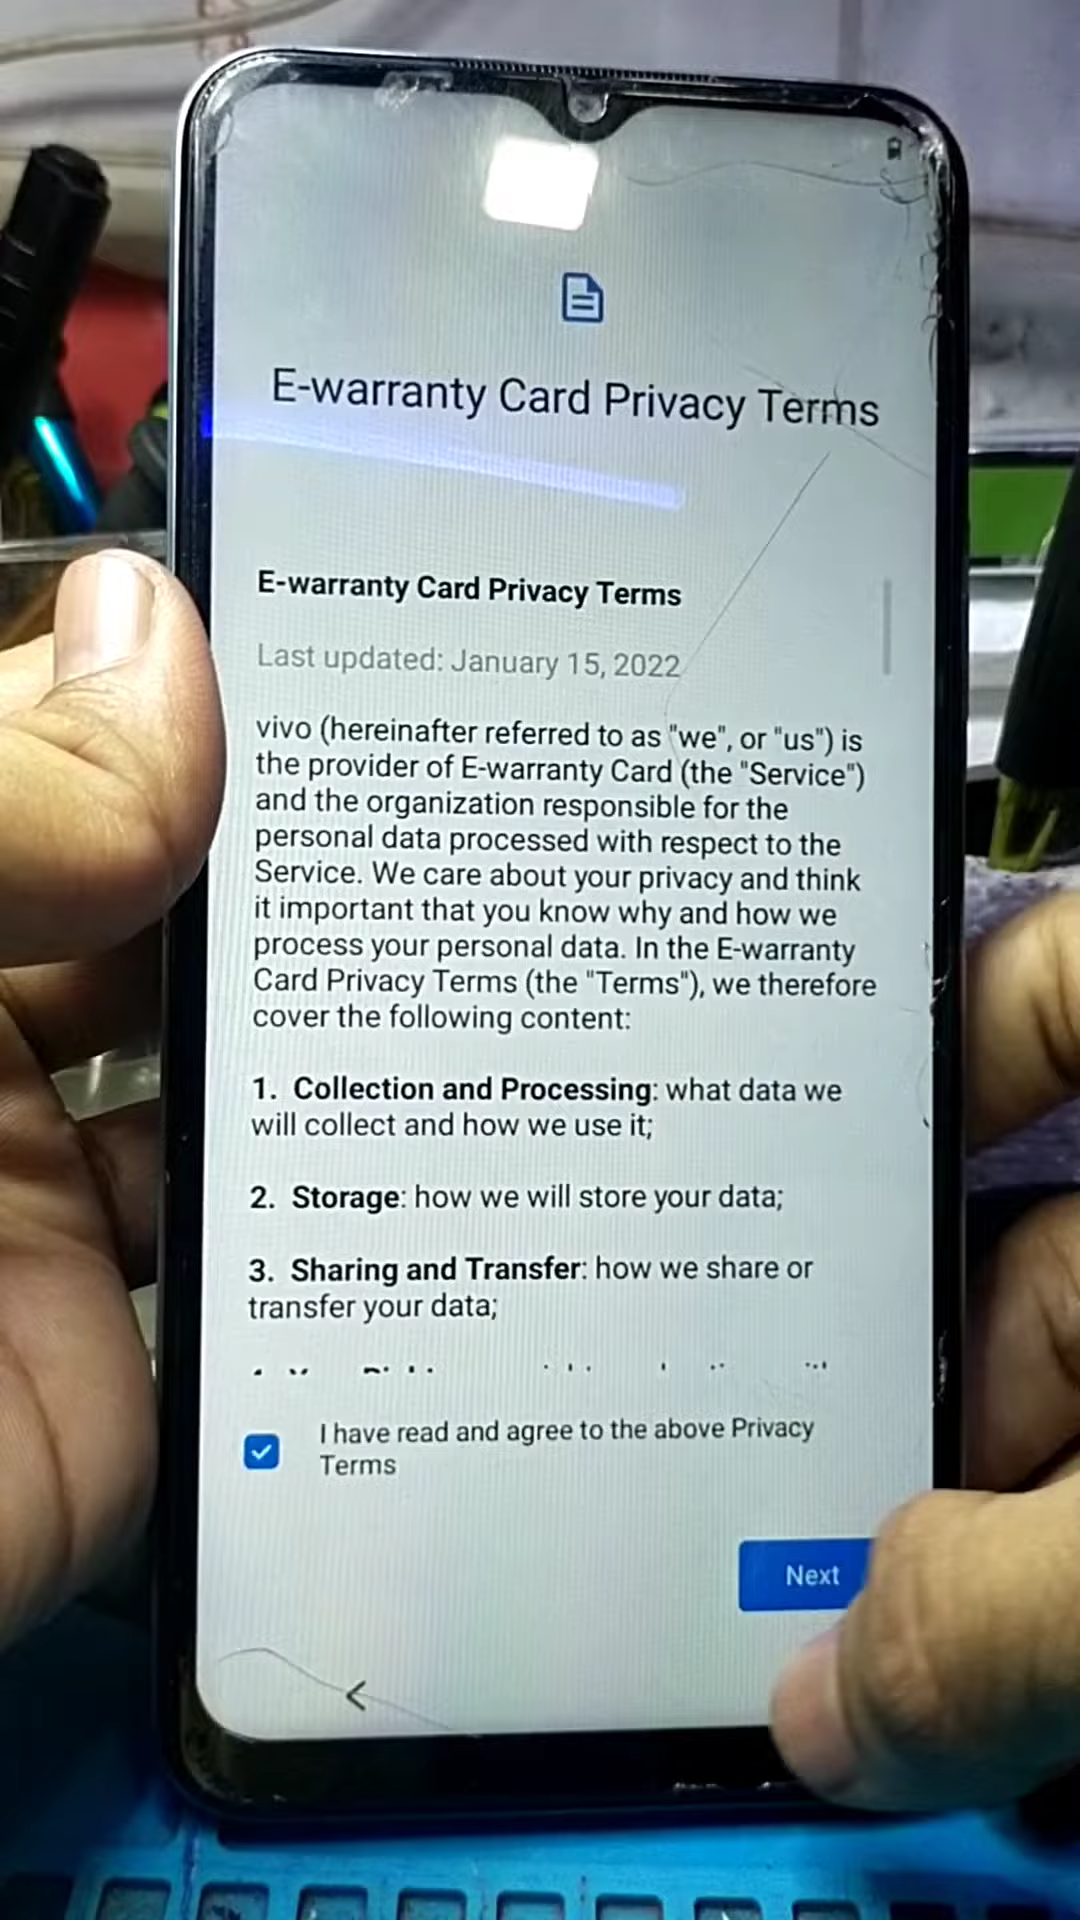 E-warranty Card Privacy Terms
E-warranty Card Privacy Terms
Last updated: January 15, 2022
vivo (hereinafter referred to as "we", or "us") is
the provider of E-warranty Card (the "Service")
and the organization responsible for the
personal data processed with respect to the
Service. We care about your privacy and think
it important that you know why and how we
process your personal data. In the E-warranty
Card Privacy Terms (the "Terms"), we therefore
cover the following content:
1. Collection and Processing: what data we
will collect and how we use it;
2. Storage: how we will store your data;
3. Sharing and Transfer: how we share or
transfer your data;
I have read and agree to the above Privacy
Terms
Next